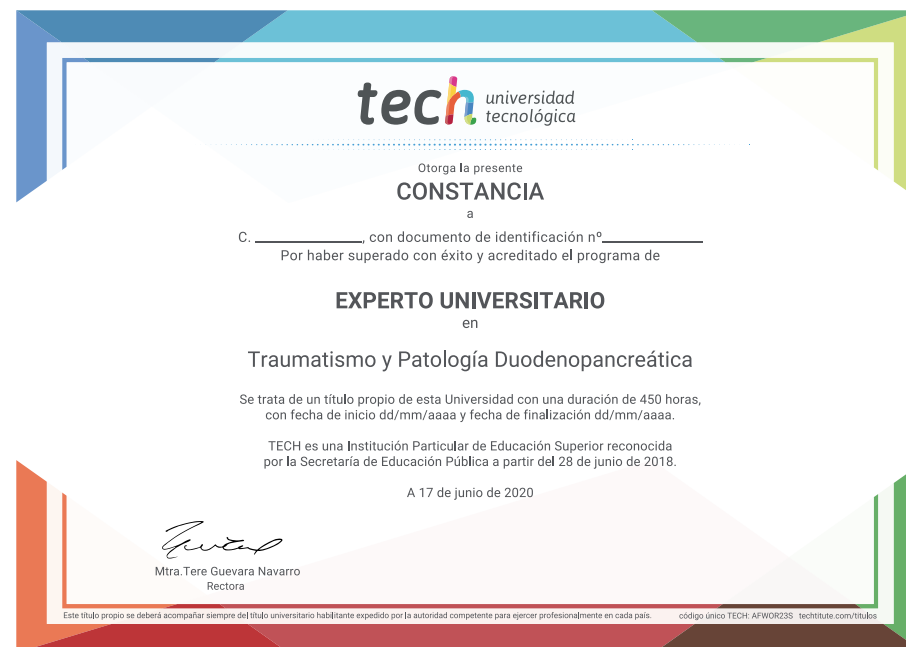 tech universidad
tecnológica
Otorga la presente
CONSTANCIA
a
C. ______________, con documento de identificación nº_____________
Por haber superado con éxito y acreditado el programa de
EXPERTO UNIVERSITARIO
en
Traumatismo y Patología Duodenopancreática
Se trata de un título propio de esta Universidad con una duración de 450 horas,
con fecha de inicio dd/mm/aaaa y fecha de finalización dd/mm/aaaa.
TECH es una Institución Particular de Educación Superior reconocida
por la Secretaría de Educación Pública a partir del 28 de junio de 2018.
A 17 de junio de 2020
Mtra.Tere Guevara Navarro
Rectora
Este título propio se deberá acompañar siempre del título universitario habilitante expedido por la autoridad competente para ejercer profesionalmente en cada país. código único TECH: AFWOR23S techtitute.com/títulos